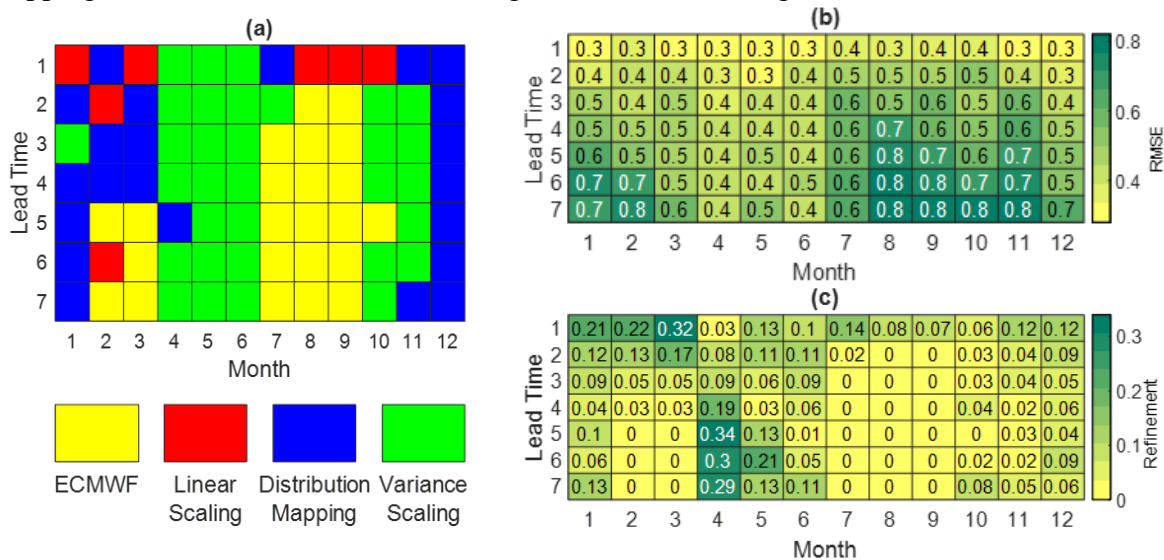 (a)
1
2
3
4
5
6
7
Lead Time
1 2 3 4 5 6 7 8 9 10 11 12
Month
ECMWF
Linear Scaling
Distribution Mapping
Variance Scaling
(b)
Lead Time
1 0.3 0.3 0.3 0.3 0.3 0.3 0.4 0.3 0.4 0.4 0.3 0.3
2 0.4 0.4 0.4 0.3 0.3 0.4 0.5 0.5 0.5 0.5 0.4 0.3
3 0.5 0.4 0.5 0.4 0.4 0.4 0.6 0.5 0.6 0.5 0.6 0.4
4 0.5 0.5 0.5 0.4 0.4 0.4 0.6 0.7 0.6 0.5 0.6 0.5
5 0.6 0.5 0.5 0.4 0.4 0.4 0.6 0.8 0.7 0.6 0.7 0.5
6 0.7 0.7 0.5 0.4 0.4 0.4 0.6 0.8 0.8 0.7 0.7 0.5
7 0.7 0.8 0.6 0.4 0.5 0.4 0.6 0.8 0.8 0.8 0.8 0.7
1 2 3 4 5 6 7 8 9 10 11 12
Month
0.8
0.6
0.4
RMSE
(c)
Lead Time
1 0.21 0.22 0.32 0.03 0.13 0.1 0.14 0.08 0.07 0.06 0.12 0.12
2 0.12 0.13 0.17 0.08 0.11 0.11 0.02 0 0 0.03 0.04 0.09
3 0.09 0.05 0.05 0.09 0.06 0.09 0 0 0 0.03 0.04 0.05
4 0.04 0.03 0.03 0.19 0.03 0.06 0 0 0 0.04 0.02 0.06
5 0.1 0 0 0.34 0.13 0.01 0 0 0 0 0.03 0.04
6 0.06 0 0 0.3 0.21 0.05 0 0 0 0.02 0.02 0.09
7 0.13 0 0 0.29 0.13 0.11 0 0 0 0.08 0.05 0.06
1 2 3 4 5 6 7 8 9 10 11 12
Month
0.3
0.2
0.1
0
Refinement